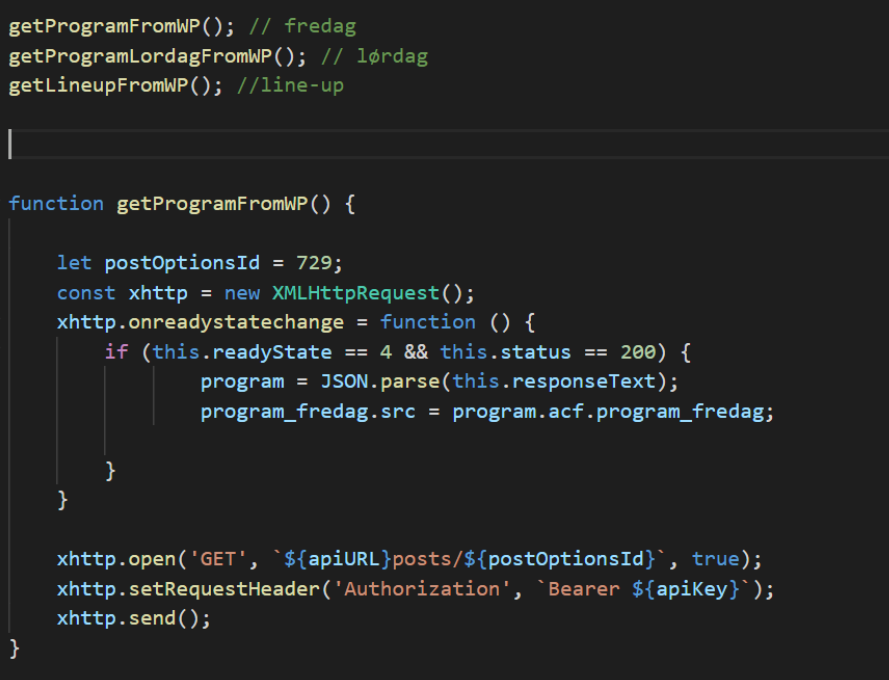 getProgramFromWP(); // fredag
getProgramLordagFromWP(); // lørdag
getLineupFromWP(); //line-up
function getProgramFromWP() {
let postOptionsId = 729;
const xhttp = new XMLHttpRequest();
xhttp.onreadystatechange = function () {
if (this.readyState == 4 && this.status == 200) {
program = JSON.parse(this.responseText);
program_fredag.src = program.acf.program_fredag;
}
}
xhttp.open('GET', `${apiURL}posts/${postOptionsId}`, true);
xhttp.setRequestHeader('Authorization', `Bearer ${apiKey}`);
xhttp.send();
}